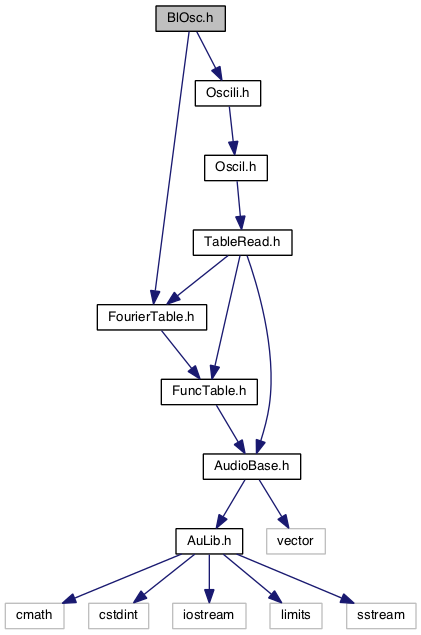 BlOsc.h
Oscili.h
Oscil.h
TableRead.h
FourierTable.h
FuncTable.h
AudioBase.h
AuLib.h
vector
cmath
cstdint
iostream
limits
sstream